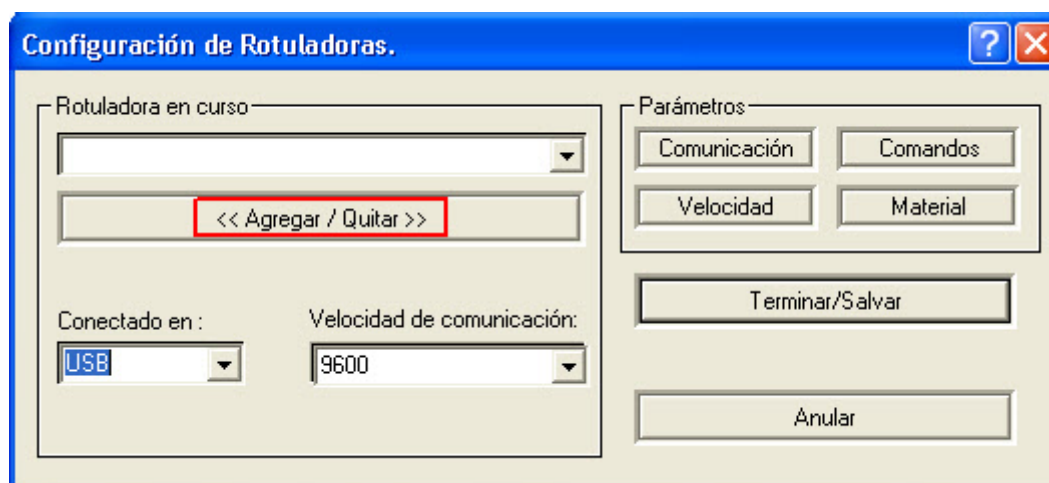 Configuración de Rotuladoras.
Rotuladora en curso
<< Agregar / Quitar >>
Conectado en :
USB
Velocidad de comunicación:
9600
Parámetros
Comunicación
Comandos
Velocidad
Material
Terminar/Salvar
Anular